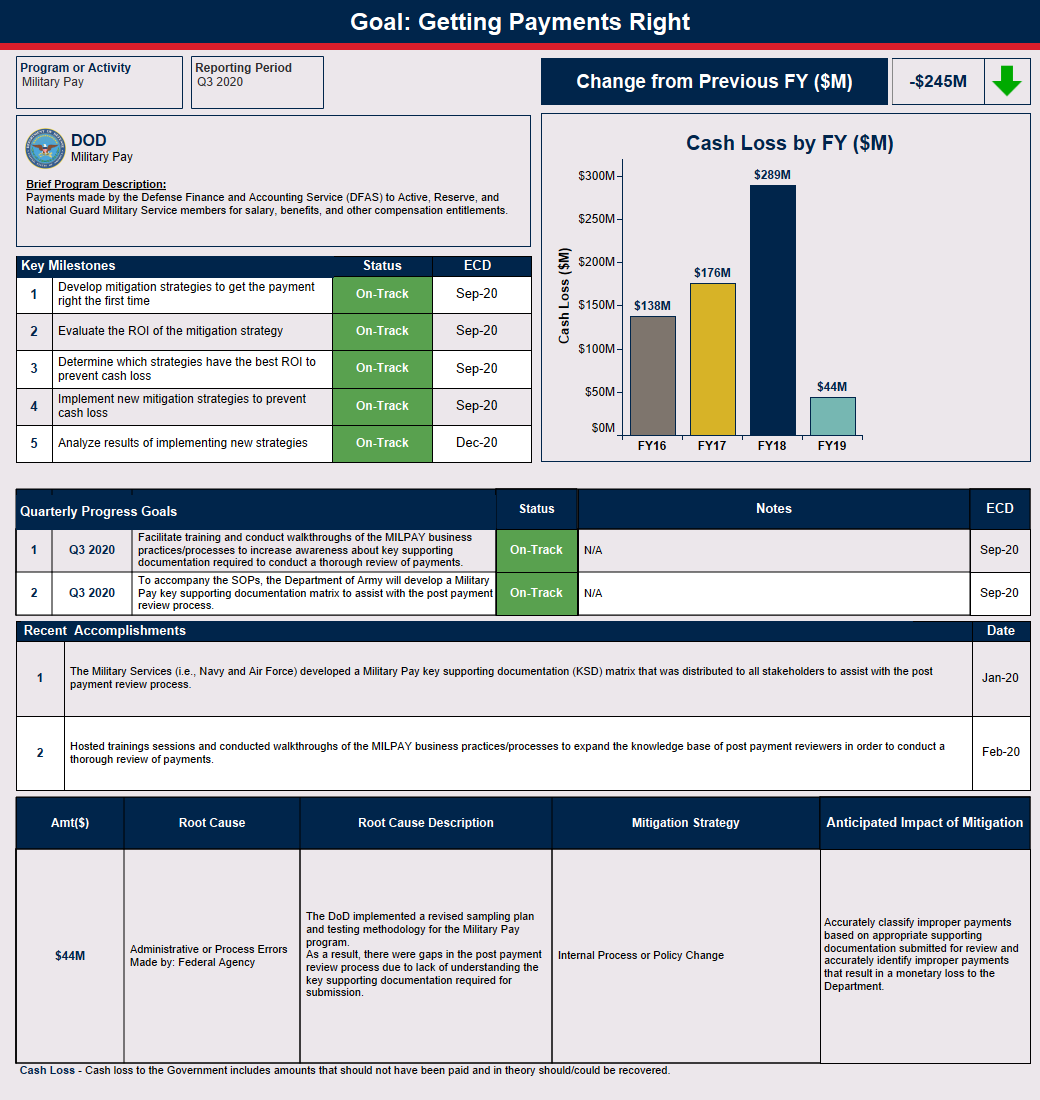 Goal: Getting Payments Right
Program or Activity
Military Pay
Reporting Period
Q3 2020
Change from Previous FY ($M)
-$245M
DOD
Military Pay
Brief Program Description:
Payments made by the Defense Finance and Accounting Service (DFAS) to Active, Reserve, and
National Guard Military Service members for salary, benefits, and other compensation entitlements.
Key Milestones Status ECD
1 Develop mitigation strategies to get the payment
right the first time
On-Track Sep-20
2 Evaluate the ROI of the mitigation strategy On-Track Sep-20
3 Determine which strategies have the best ROI to
prevent cash loss
On-Track Sep-20
4 Implement new mitigation strategies to prevent
cash loss
On-Track Sep-20
5 Analyze results of implementing new strategies On-Track Dec-20
Cash Loss by FY ($M)
Cash Loss ($M)
$300M
$250M
$200M
$150M
$100M
$50M
$0M
$138M
$176M
$289M
$44M
FY16 FY17 FY18 FY19
Quarterly Progress Goals Status Notes ECD
1 Q3 2020 Facilitate training and conduct walkthroughs of the MILPAY business
practices/processes to increase awareness about key supporting
documentation required to conduct a thorough review of payments.
On-Track N/A Sep-20
2 Q3 2020 To accompany the SOPs, the Department of Army will develop a Military
Pay key supporting documentation matrix to assist with the post payment
review process.
On-Track N/A Sep-20
Recent Accomplishments Date
1 The Military Services (i.e., Navy and Air Force) developed a Military Pay key supporting documentation (KSD) matrix that was distributed to all stakeholders to assist with the post
payment review process.
Jan-20
2 Hosted trainings sessions and conducted walkthroughs of the MILPAY business practices/processes to expand the knowledge base of post payment reviewers in order to conduct a
thorough review of payments.
Feb-20
Amt($) Root Cause Root Cause Description Mitigation Strategy Anticipated Impact of Mitigation
$44M
Administrative or Process Errors
Made by: Federal Agency
The DoD implemented a revised sampling plan
and testing methodology for the Military Pay
program.
As a result, there were gaps in the post payment
review process due to lack of understanding the
key supporting documentation required for
submission.
Internal Process or Policy Change
Accurately classify improper payments
based on appropriate supporting
documentation submitted for review and
accurately identify improper payments
that result in a monetary loss to the
Department.
Cash Loss - Cash loss to the Government includes amounts that should not have been paid and in theory should/could be recovered.